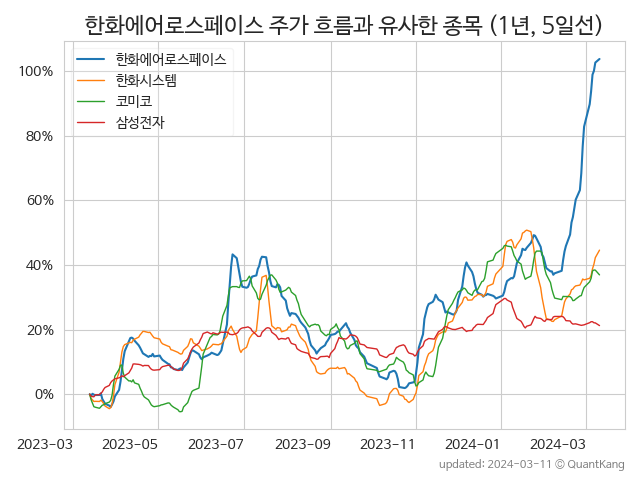 한화에어로스페이스 주가 흐름과 유사한 종목 (1년, 5일선)
한화에어로스페이스
한화시스템
코미코
삼성전자
100%
80%
60%
40%
20%
0%
2023-03
2023-05
2023-07
2023-09
2023-11
2024-01
2024-03
updated: 2024-03-11 © QuantKang